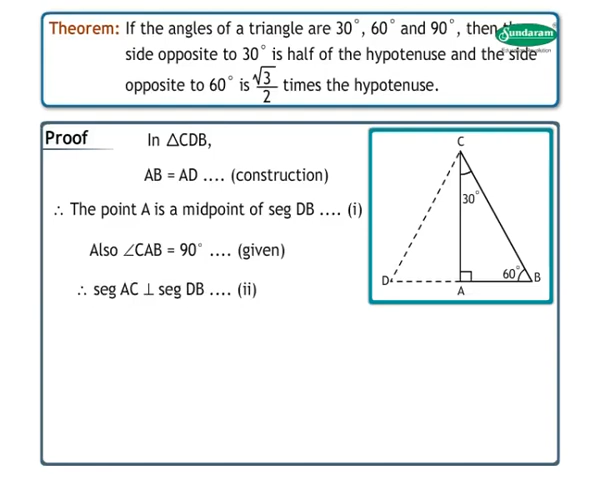 Theorem: If the angles of a triangle are 30°, 60° and 90°, then
Sundaram
side opposite to 30° is half of the hypotenuse and the side
opposite to 60° is √3/2 times the hypotenuse.
Proof In △CDB,
AB = AD .... (construction)
∴ The point A is a midpoint of seg DB .... (i)
Also ∠CAB = 90° .... (given)
∴ seg AC ⊥ seg DB .... (ii)
C
30°
60°
D
B
A